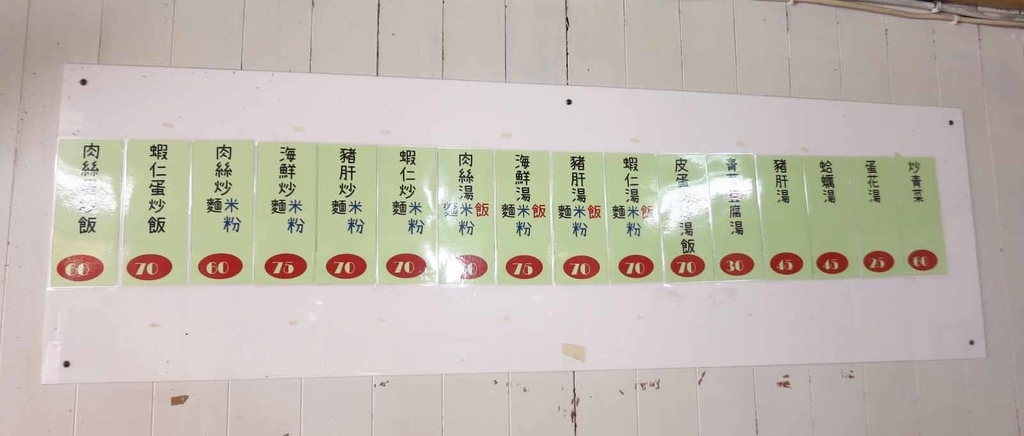 肉絲蛋炒飯
60
蝦仁蛋炒飯
70
肉絲炒麵米粉
60
海鮮炒麵米粉
75
豬肝炒麵米粉
70
蝦仁炒麵米粉
70
肉絲湯麵米粉飯
海鮮湯麵米粉飯
75
豬肝湯麵米粉飯
70
蝦仁湯麵米粉飯
70
皮蛋湯飯
70
豆腐湯
30
豬肝湯
45
蛤蠣湯
45
蛋花湯
25
炒青菜
60